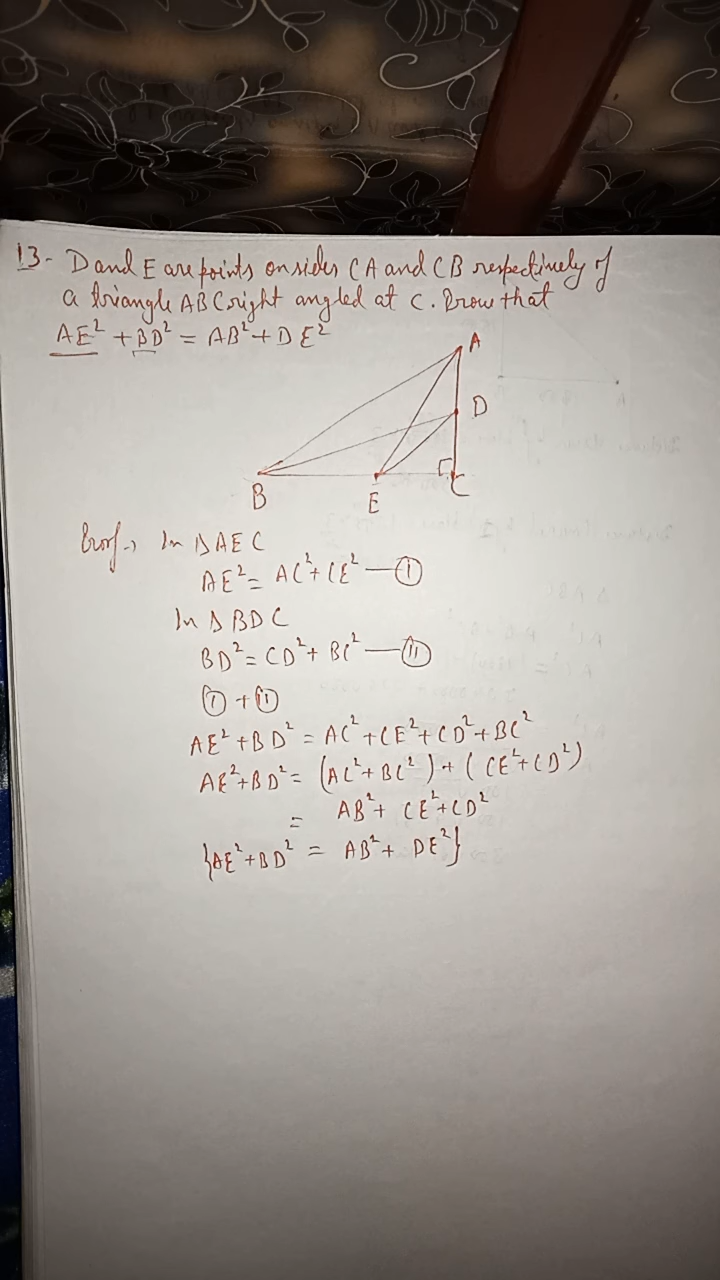 13- D and E are points on sides CA and CB respectively of
a triangle ABC right angled at C. Prove that
AE² + BD² = AB² + DE²
A
D
B
E
C
Proof → In ΔAEC
AE² = AC² + CE² — (I)
In ΔBDC
BD² = CD² + BC² — (II)
(I) + (II)
AE² + BD² = AC² + CE² + CD² + BC²
AE² + BD² = (AC² + BC²) + (CE² + CD²)
= AB² + CE² + CD²
{AE² + BD² = AB² + DE²}